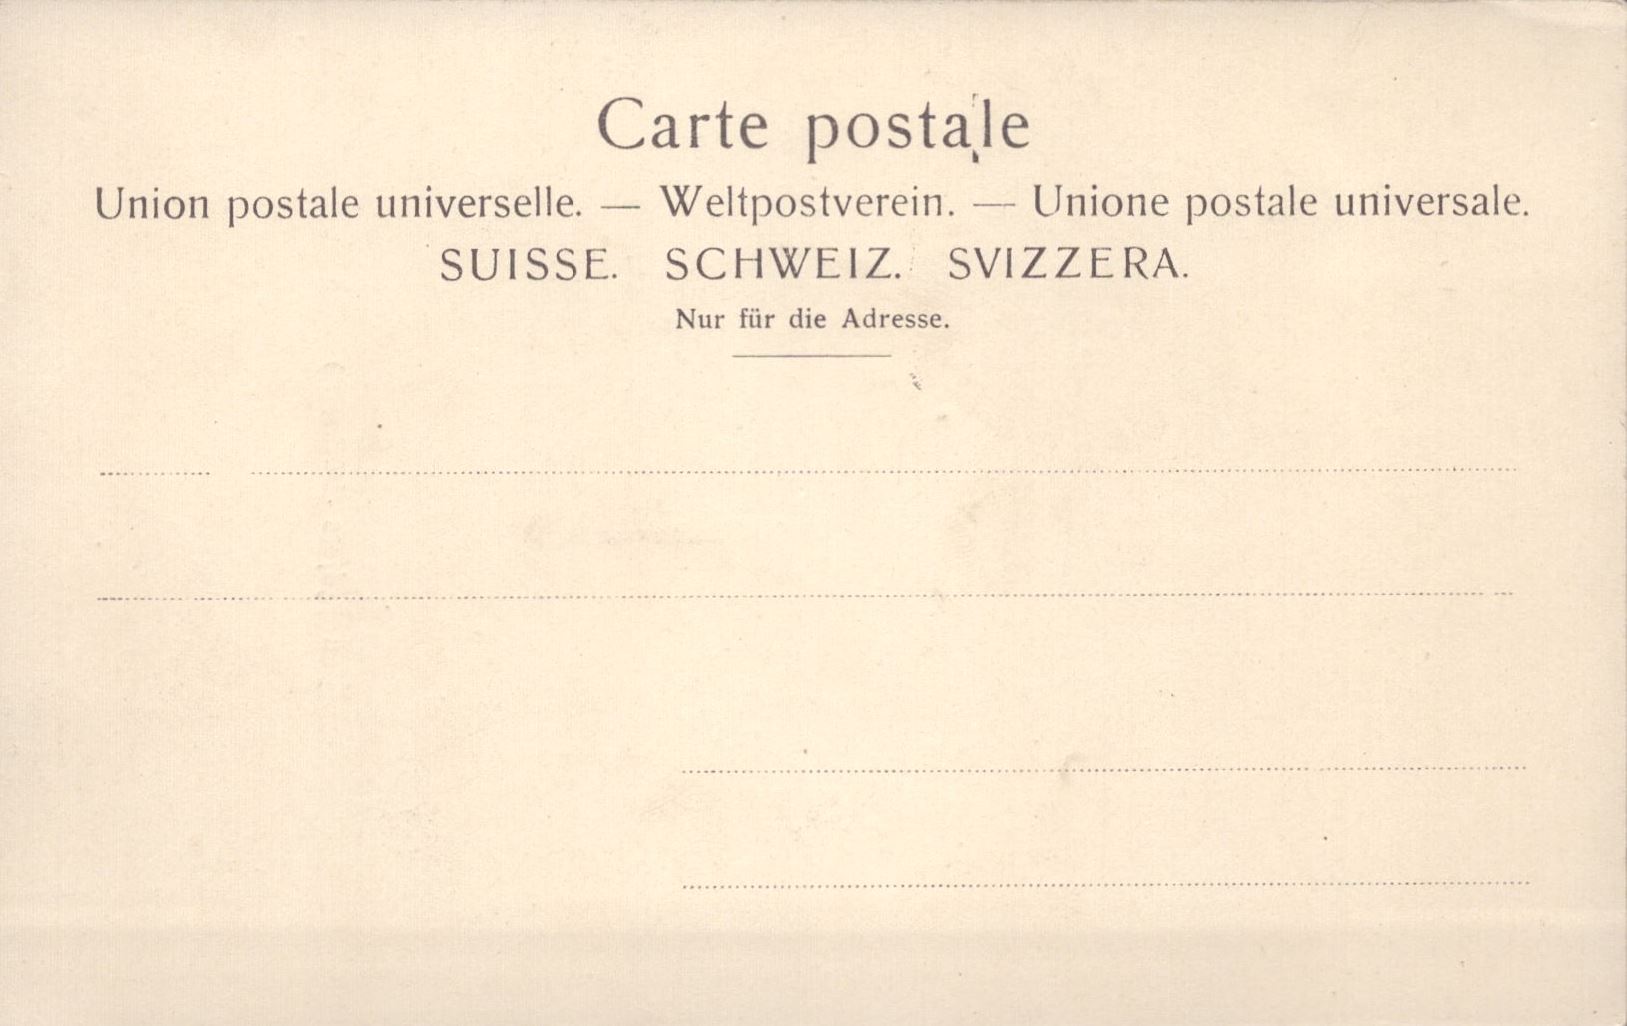 Carte postale
Union postale universelle. — Weltpostverein. — Unione postale universale.
SUISSE. SCHWEIZ. SVIZZERA.
Nur für die Adresse.